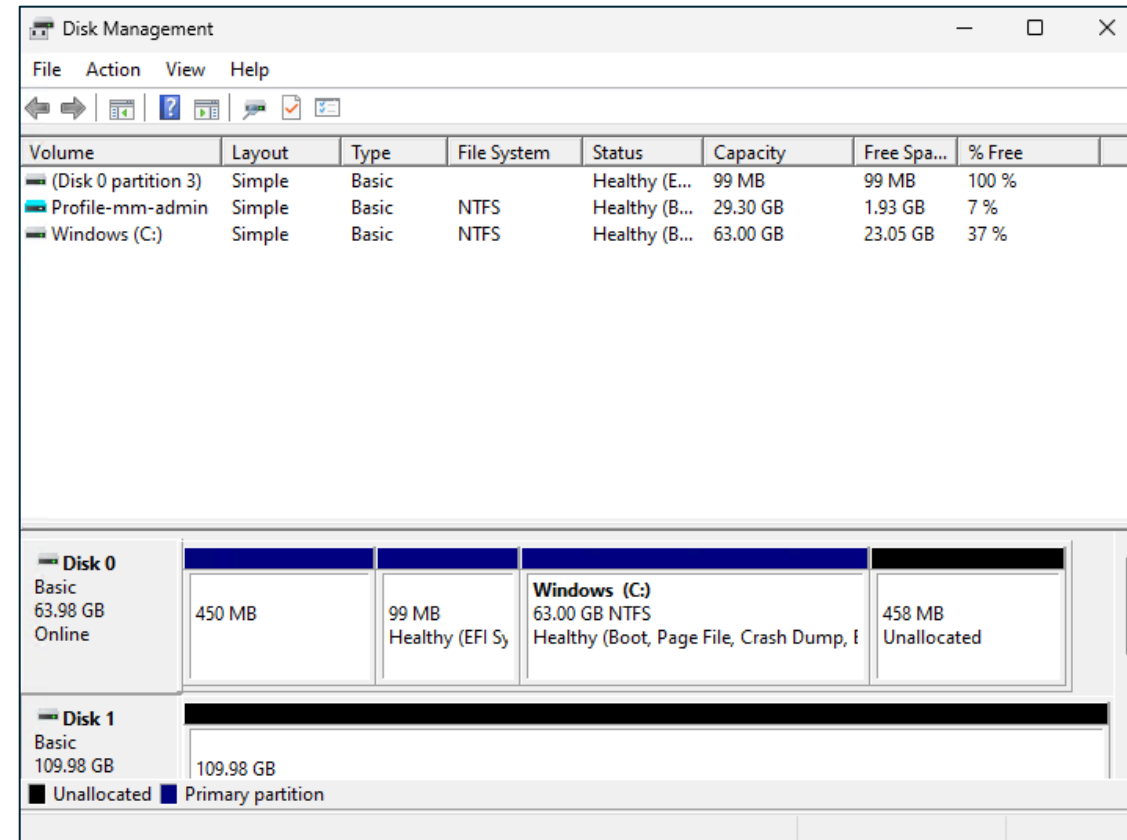 Disk Management
File Action View Help
Volume Layout Type File System Status Capacity Free Spa... % Free
(Disk 0 partition 3) Simple Basic Healthy (E... 99 MB 99 MB 100 %
Profile-mm-admin Simple Basic NTFS Healthy (B... 29.30 GB 1.93 GB 7 %
Windows (C:) Simple Basic NTFS Healthy (B... 63.00 GB 23.05 GB 37 %
Disk 0
Basic
63.98 GB
Online
450 MB
99 MB
Healthy (EFI Sy
Windows (C:)
63.00 GB NTFS
Healthy (Boot, Page File, Crash Dump, E
458 MB
Unallocated
Disk 1
Basic
109.98 GB
109.98 GB
Unallocated Primary partition